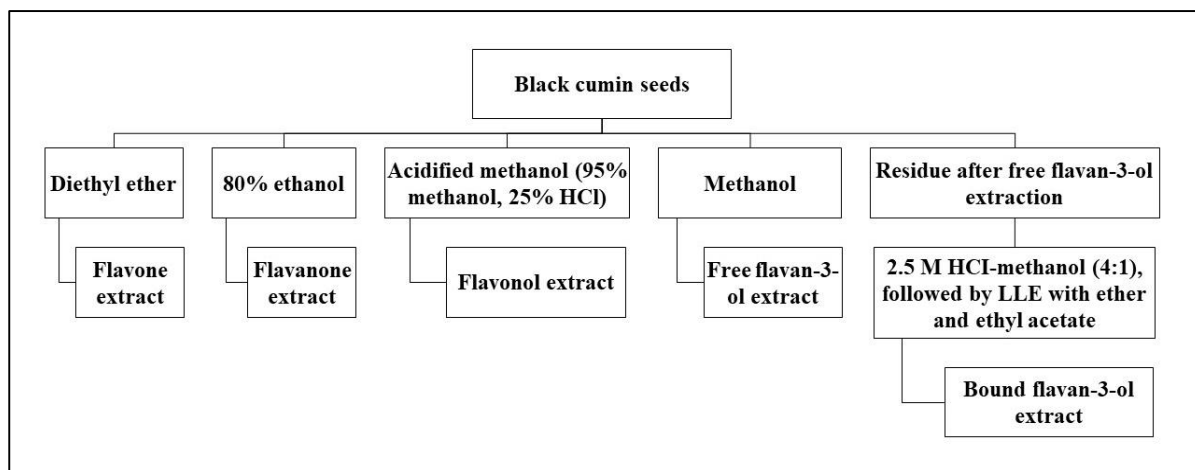 Black cumin seeds
Diethyl ether
80% ethanol
Acidified methanol (95%
methanol, 25% HCl)
Methanol
Residue after free flavan-3-ol
extraction
Flavone
extract
Flavanone
extract
Flavonol extract
Free flavan-3-
ol extract
2.5 M HCI-methanol (4:1),
followed by LLE with ether
and ethyl acetate
Bound flavan-3-ol
extract